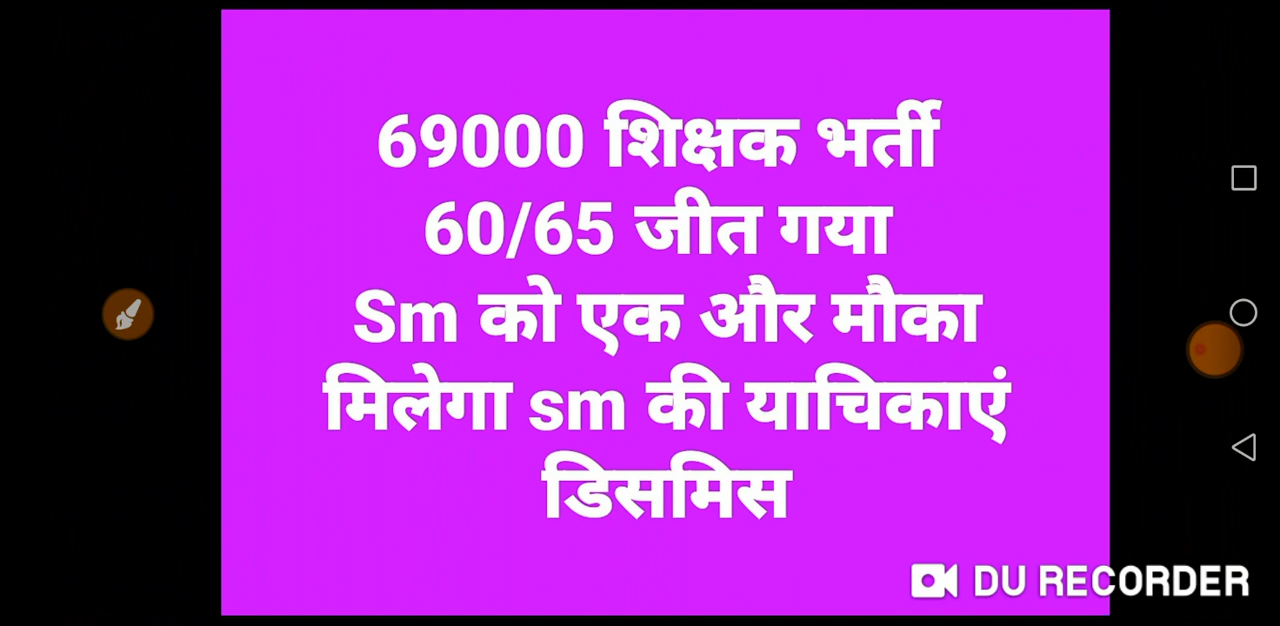 69000 शिक्षक भर्ती
60/65 जीत गया
Sm को एक और मौका
मिलेगा sm की याचिकाएं
डिसमिस
DU RECORDER